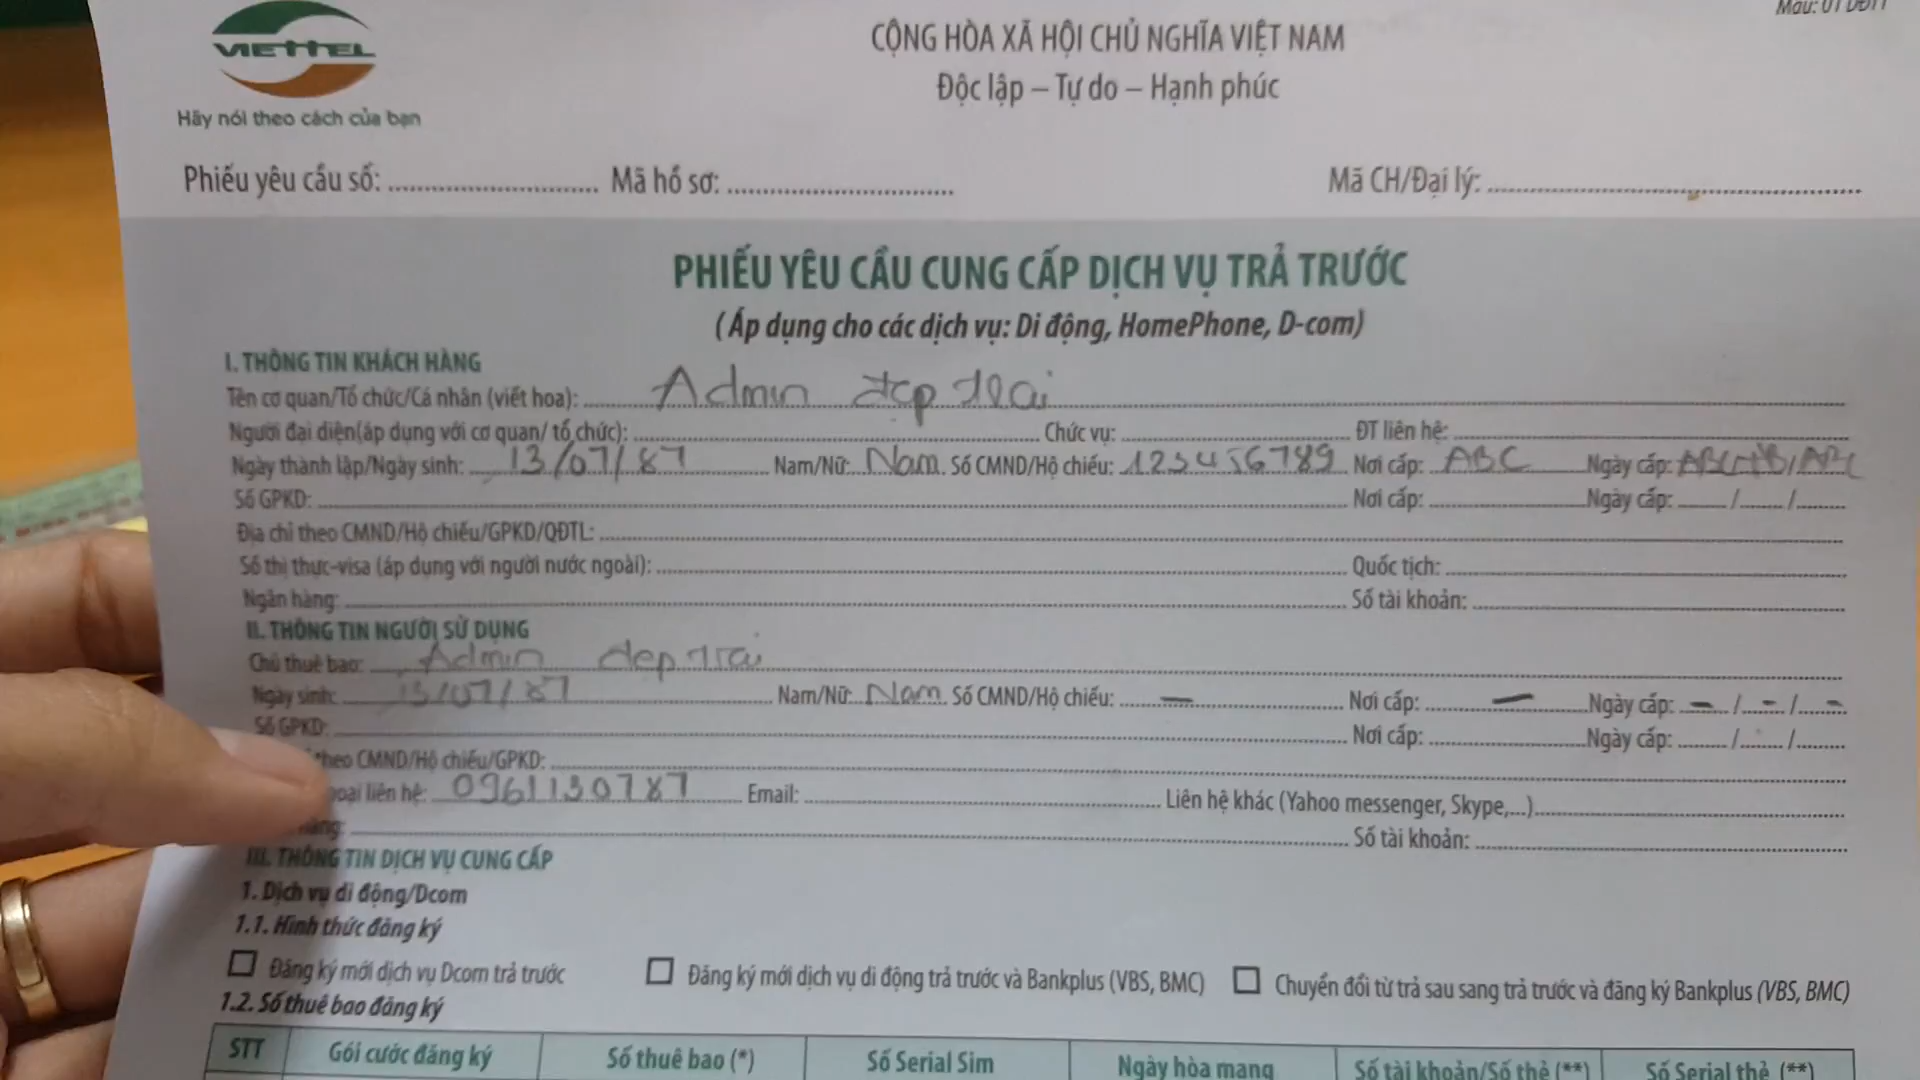 Mẫu: 01 DĐTT
VIETTEL
Hãy nói theo cách của bạn
CỘNG HÒA XÃ HỘI CHỦ NGHĨA VIỆT NAM
Độc lập – Tự do – Hạnh phúc
Phiếu yêu cầu số: Mã hồ sơ: Mã CH/Đại lý:
PHIẾU YÊU CẦU CUNG CẤP DỊCH VỤ TRẢ TRƯỚC
(Áp dụng cho các dịch vụ: Di động, HomePhone, D-com)
I. THÔNG TIN KHÁCH HÀNG
Tên cơ quan/Tổ chức/Cá nhân (viết hoa): Admin đẹp trai
Người đại diện(áp dụng với cơ quan/ tổ chức): Chức vụ: ĐT liên hệ:
Ngày thành lập/Ngày sinh: 13/07/87 Nam/Nữ: Nam Số CMND/Hộ chiếu: 123456789 Nơi cấp: ABC Ngày cấp:
Số GPKD: Nơi cấp: Ngày cấp: / /
Địa chỉ theo CMND/Hộ chiếu/GPKD/QĐTL:
Số thị thực-visa (áp dụng với người nước ngoài): Quốc tịch:
Ngân hàng: Số tài khoản:
II. THÔNG TIN NGƯỜI SỬ DỤNG
Chủ thuê bao: Admin đẹp trai
Ngày sinh: 13/07/87 Nam/Nữ: Nam Số CMND/Hộ chiếu: – Nơi cấp: – Ngày cấp: – / – / –
Số GPKD: Nơi cấp: Ngày cấp: / /
theo CMND/Hộ chiếu/GPKD:
liên hệ: 0961130787 Email: Liên hệ khác (Yahoo messenger, Skype,...)
Số tài khoản:
III. THÔNG TIN DỊCH VỤ CUNG CẤP
1. Dịch vụ di động/Dcom
1.1. Hình thức đăng ký
Đăng ký mới dịch vụ Dcom trả trước Đăng ký mới dịch vụ di động trả trước và Bankplus (VBS, BMC) Chuyển đổi từ trả sau sang trả trước và đăng ký Bankplus (VBS, BMC)
1.2. Số thuê bao đăng ký
STT Gói cước đăng ký Số thuê bao (*) Số Serial Sim Ngày hòa mạng Số tài khoản/Số thẻ (**) Số Serial thẻ (**)